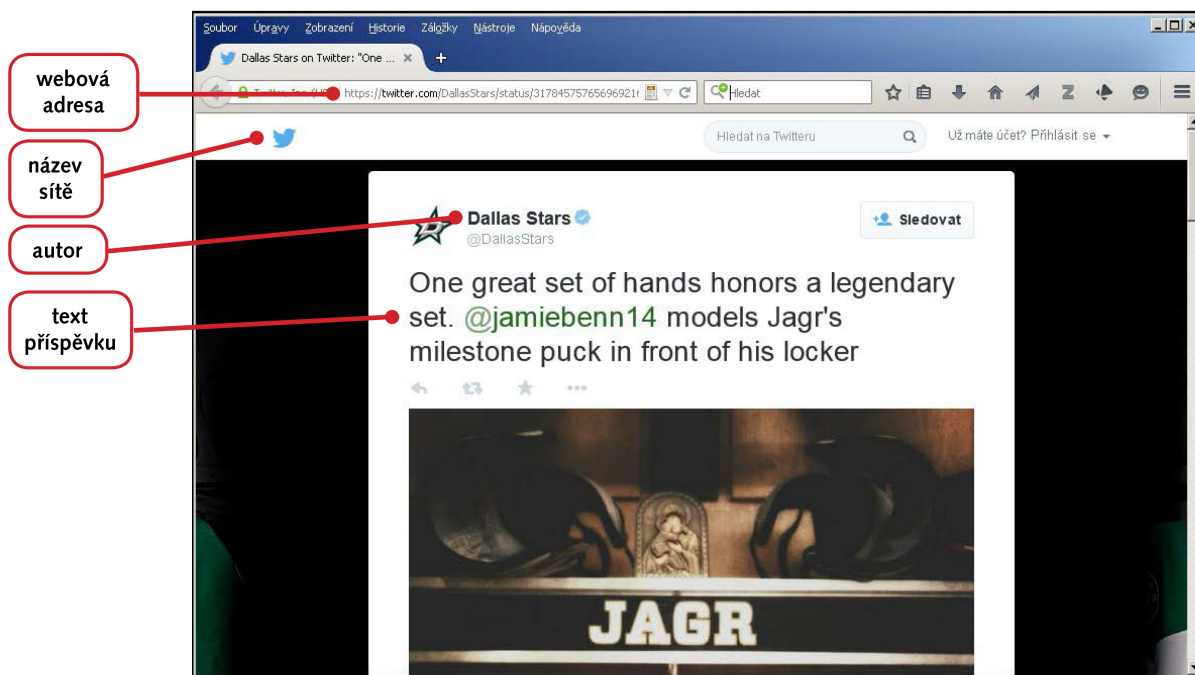 Soubor Úpravy Zobrazení Historie Záložky Nástroje Nápověda
Dallas Stars on Twitter: "One ...
webová
adresa
https://twitter.com/DallasStars/status/317845757656969216
Hledat
název
sítě
Hledat na Twitteru
Už máte účet? Přihlásit se
autor
Dallas Stars
@DallasStars
Sledovat
text
příspěvku
One great set of hands honors a legendary
set. @jamiebenn14 models Jagr's
milestone puck in front of his locker
JAGR